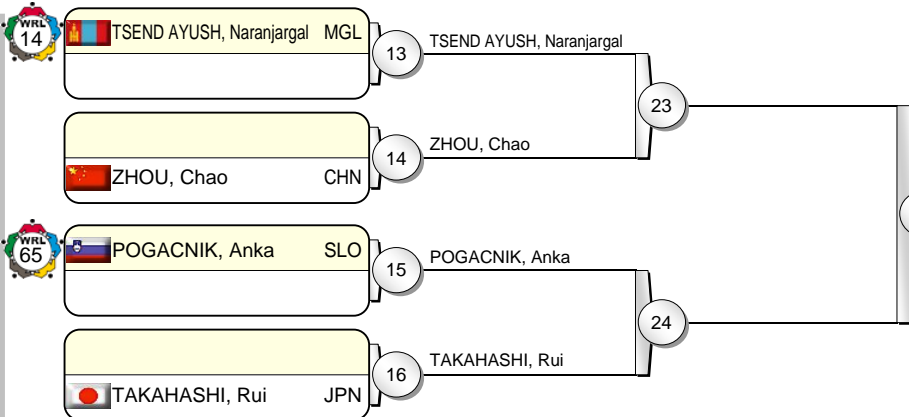 WRL
14
TSEND AYUSH, Naranjargal MGL
13
TSEND AYUSH, Naranjargal
23
14
ZHOU, Chao
ZHOU, Chao CHN
WRL
65
POGACNIK, Anka SLO
15
POGACNIK, Anka
24
16
TAKAHASHI, Rui
TAKAHASHI, Rui JPN